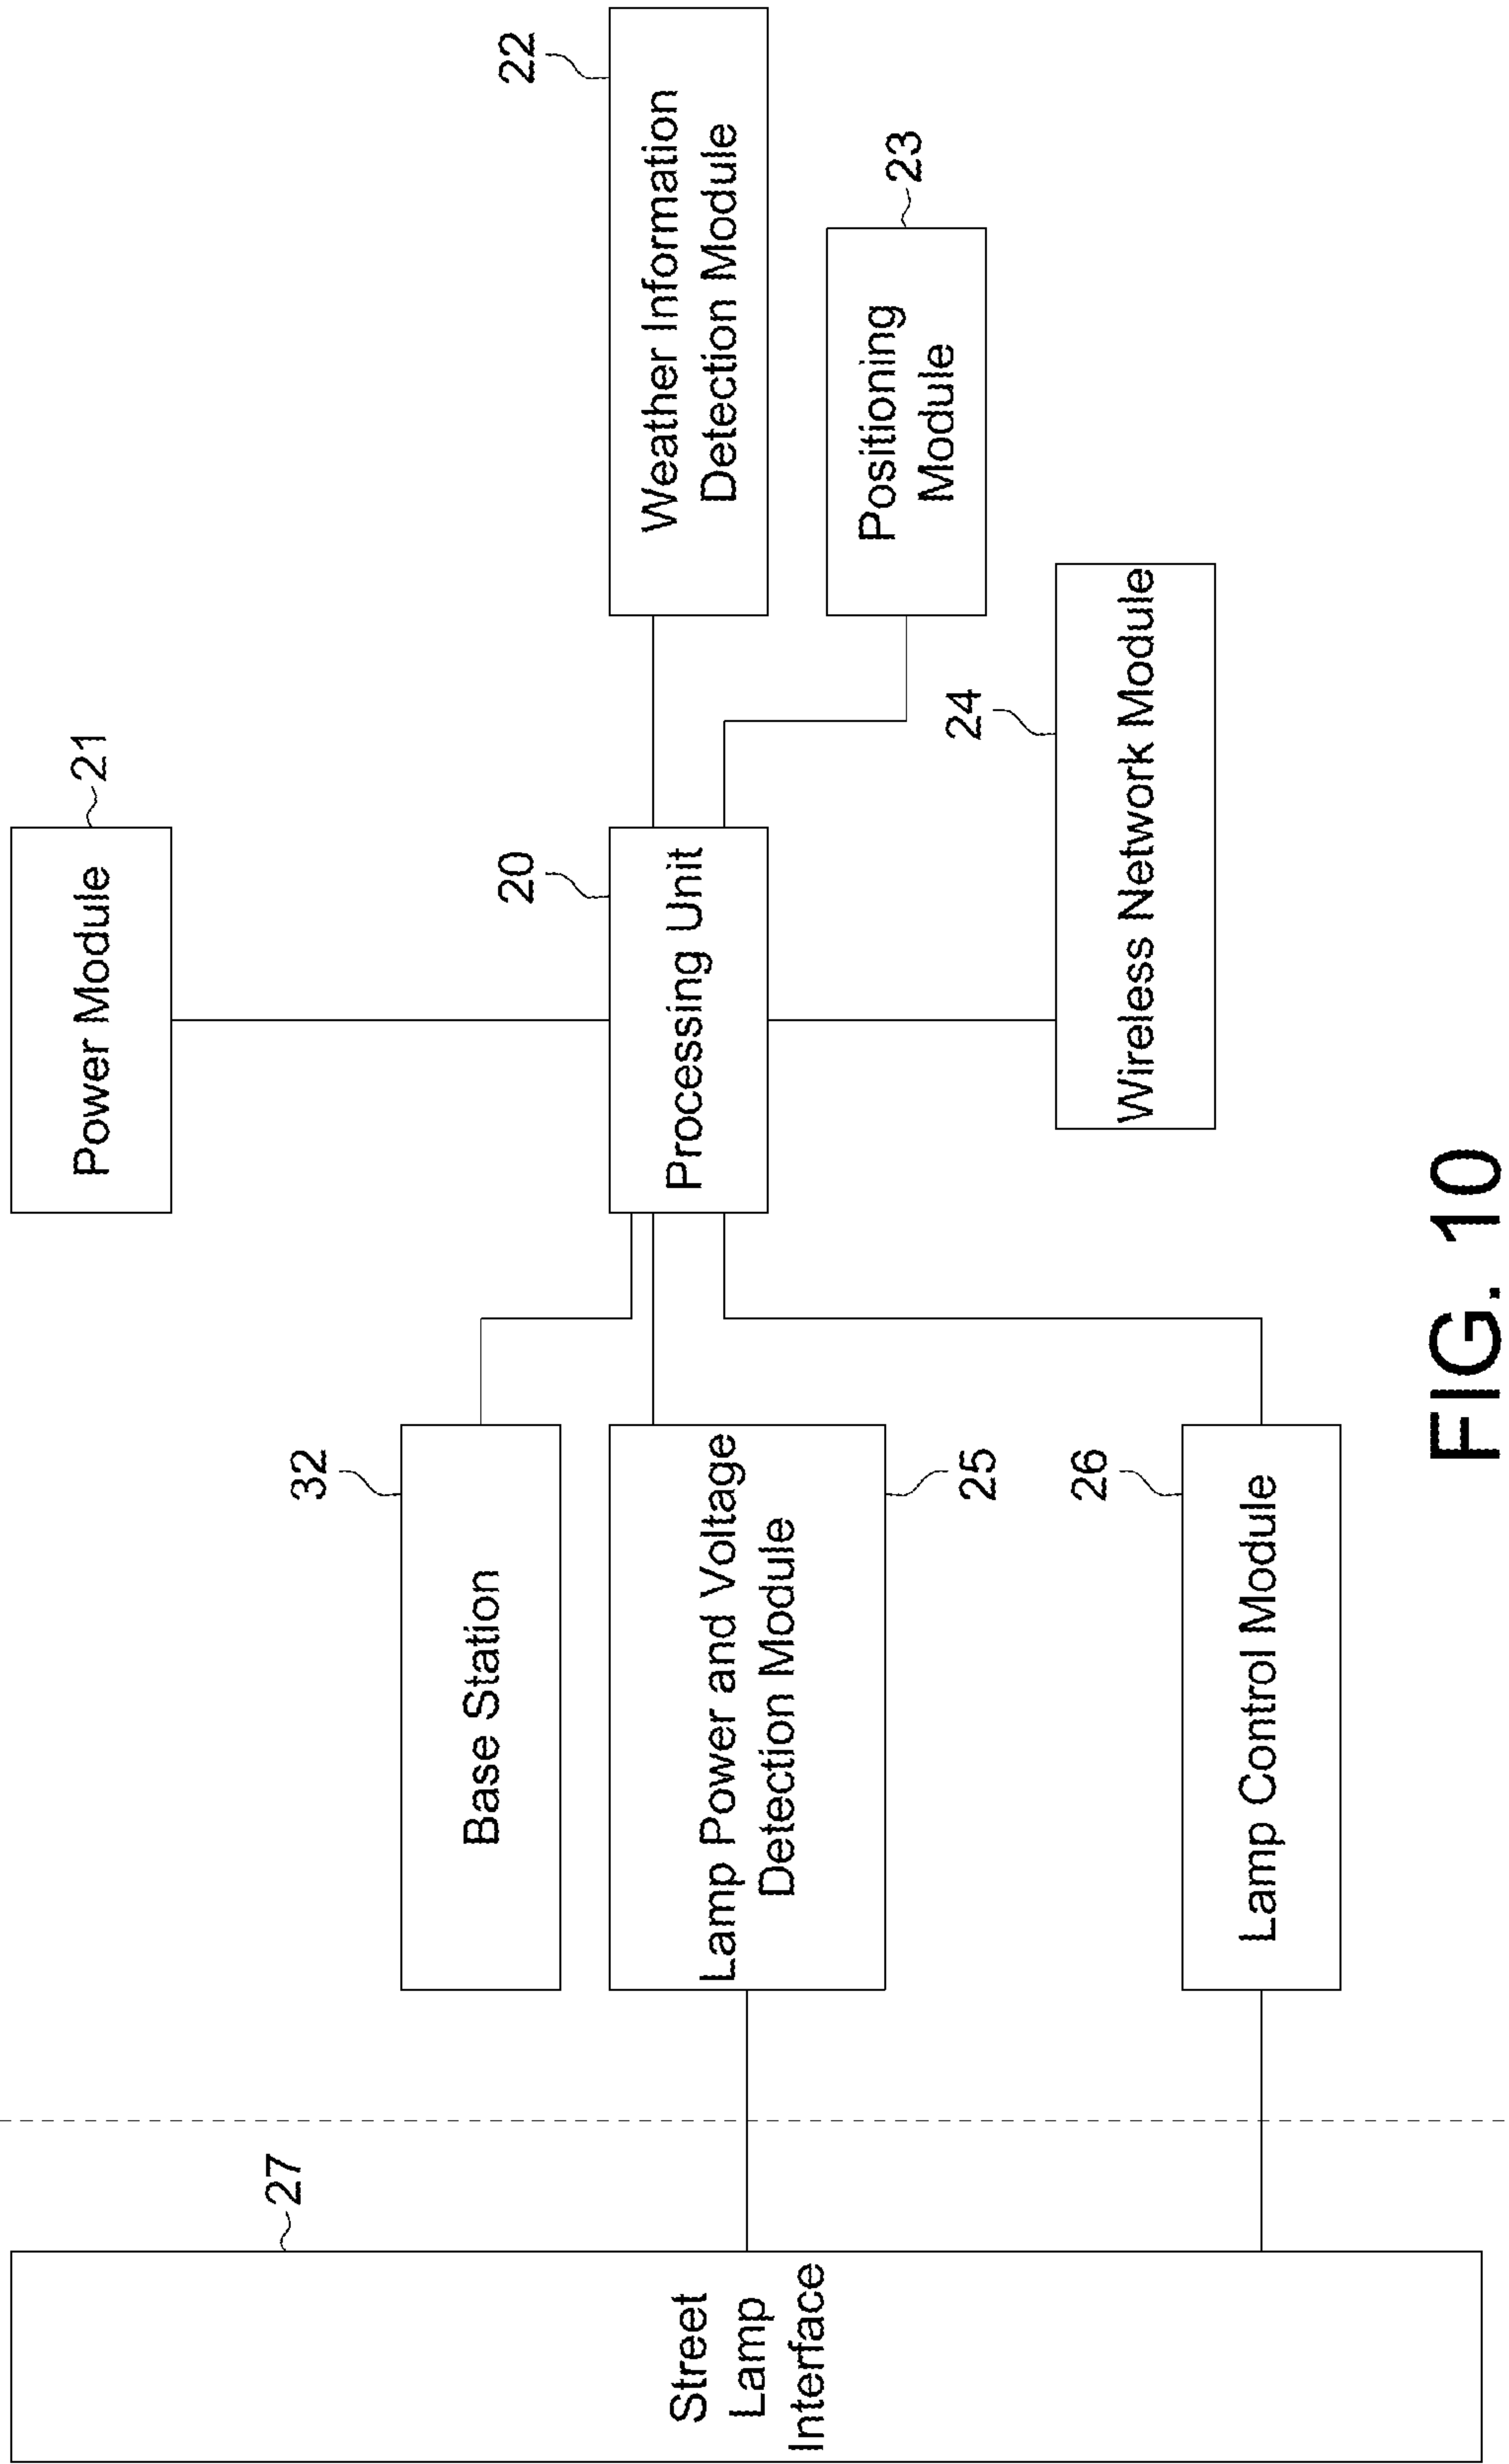 Power Module
21
22
Weather Information
Detection Module
20
Processing Unit
23
Positioning
Module
24
Wireless Network Module
32
Base Station
Lamp Power and Voltage
Detection Module
25
26
Lamp Control Module
27
Street
Lamp
Interface
FIG. 10